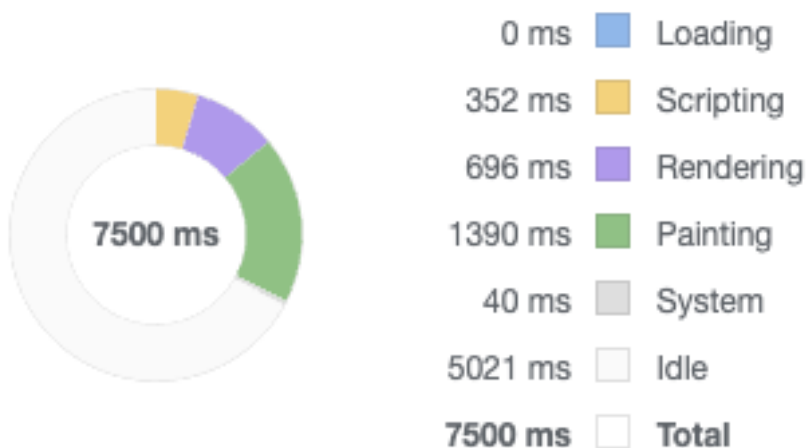 7500 ms
0 ms Loading
352 ms Scripting
696 ms Rendering
1390 ms Painting
40 ms System
5021 ms Idle
7500 ms Total